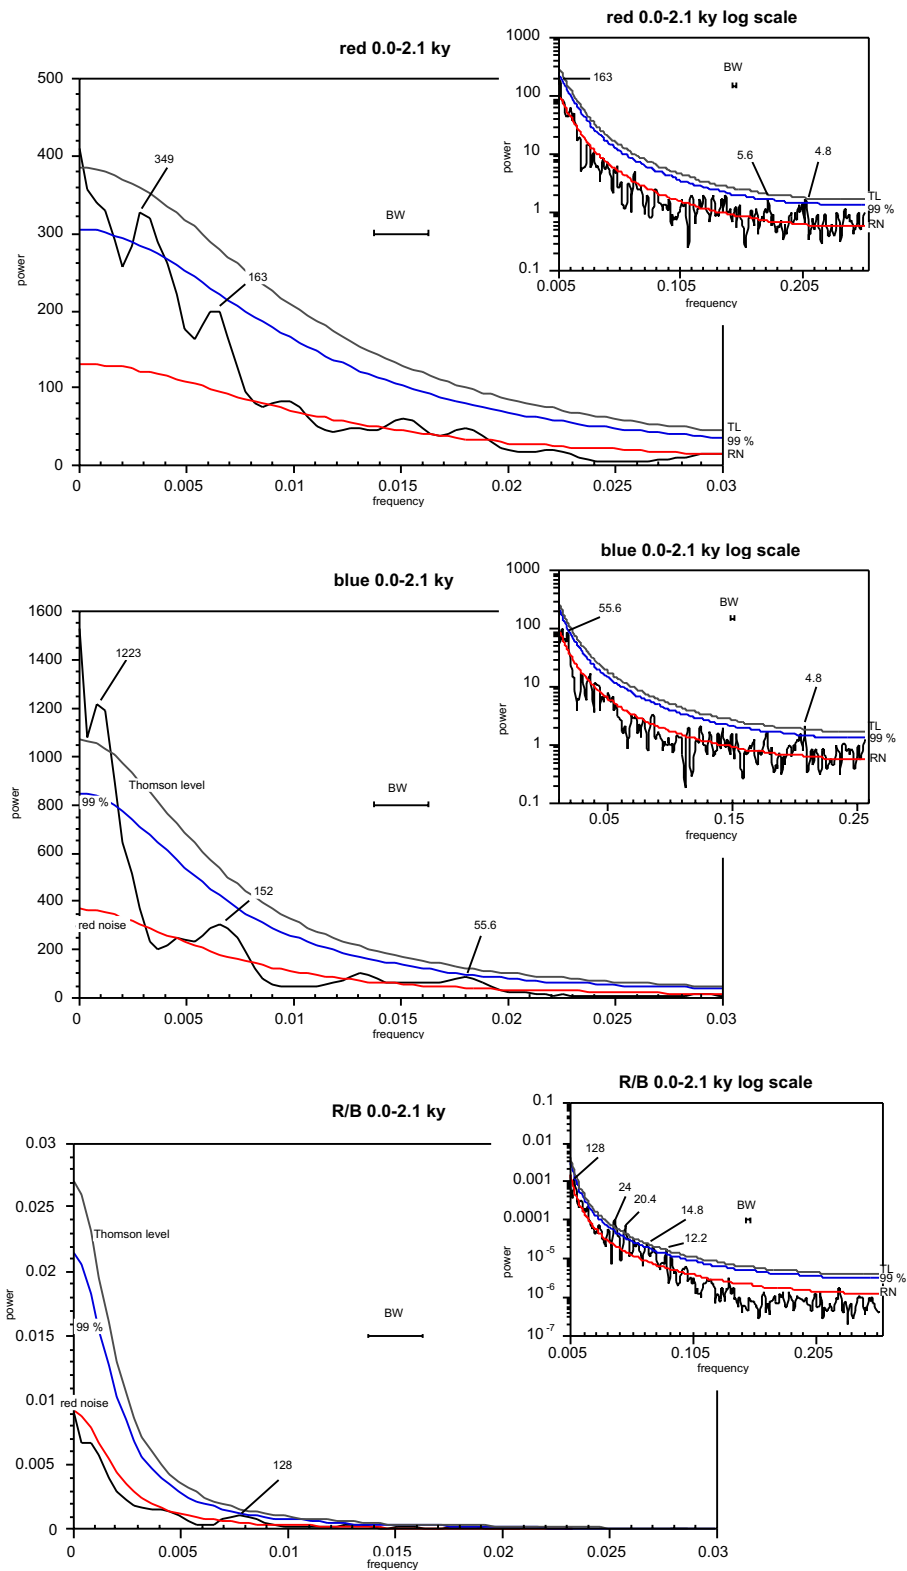 red 0.0-2.1 ky log scale
1000
100
10
1
0.1
power
163
BW
5.6
4.8
TL
99 %
RN
0.005
0.105
0.205
frequency
red 0.0-2.1 ky
500
400
300
200
100
0
power
349
163
BW
TL
99 %
RN
0
0.005
0.01
0.015
0.02
0.025
0.03
frequency
blue 0.0-2.1 ky log scale
1000
100
10
1
0.1
power
55.6
BW
4.8
TL
99 %
RN
0.05
0.15
0.25
frequency
blue 0.0-2.1 ky
1600
1400
1200
1000
800
600
400
200
0
power
1223
Thomson level
99 %
BW
152
red noise
55.6
0
0.005
0.01
0.015
0.02
0.025
0.03
frequency
R/B 0.0-2.1 ky log scale
0.1
0.01
0.001
0.0001
10 -5
10 -6
10 -7
power
128
24
20.4
14.8
12.2
BW
TL
99 %
RN
0.005
0.105
0.205
frequency
R/B 0.0-2.1 ky
0.03
0.025
0.02
0.015
0.01
0.005
0
power
Thomson level
99 %
BW
red noise
128
0
0.005
0.01
0.015
0.02
0.025
0.03
frequency